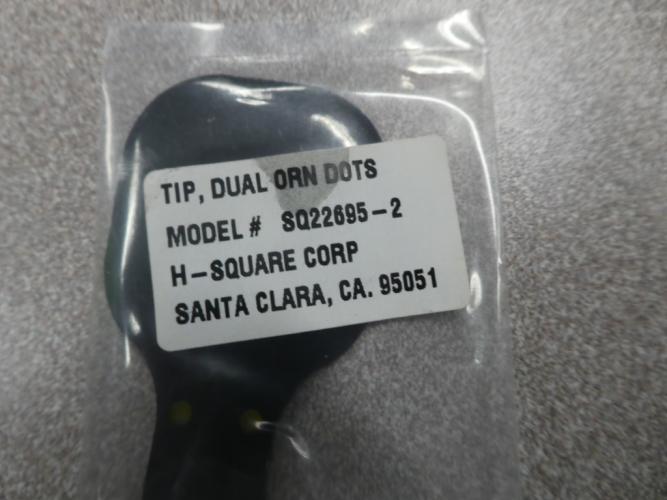 TIP, DUAL ORN DOTS
MODEL # SQ22695-2
H-SQUARE CORP
SANTA CLARA, CA. 95051